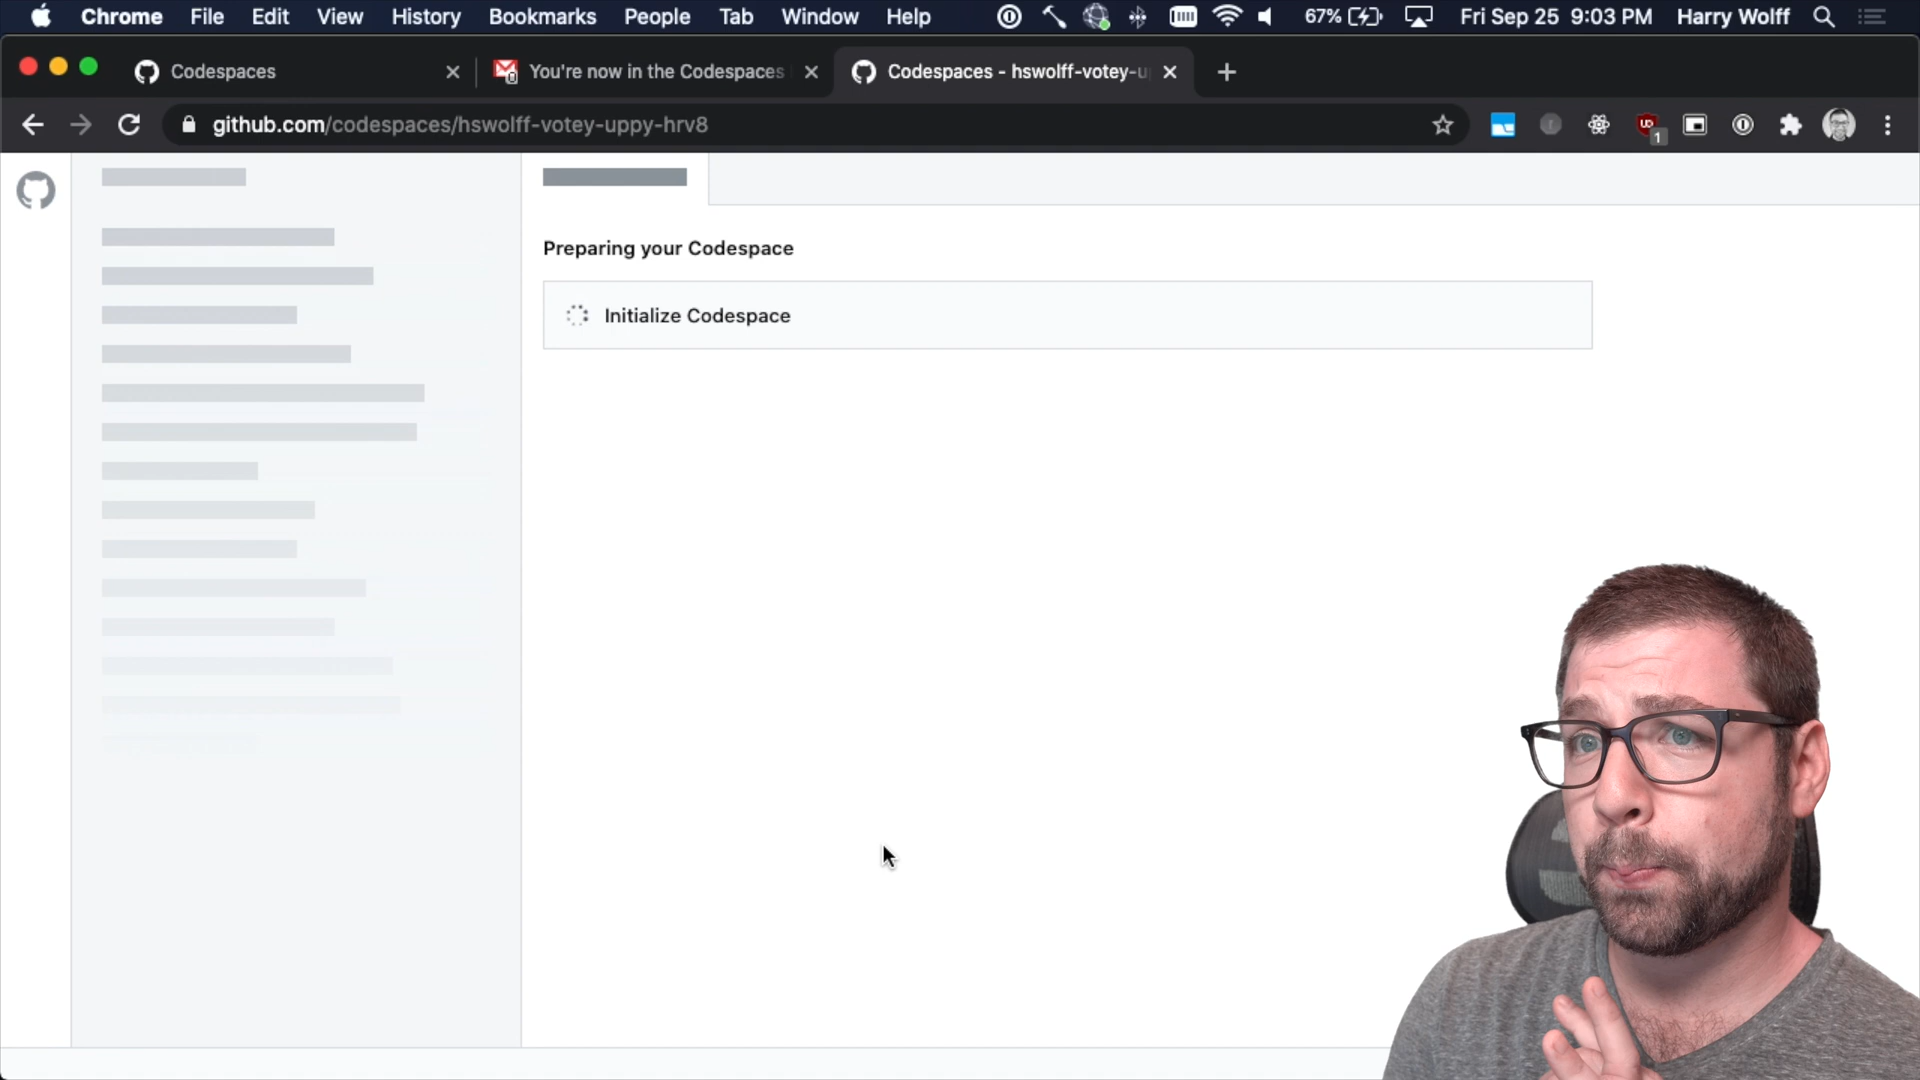 Chrome File Edit View History Bookmarks People Tab Window Help 67% Fri Sep 25 9:03 PM Harry Wolff
Codespaces
You're now in the Codespaces
Codespaces - hswolff-votey-u
github.com/codespaces/hswolff-votey-uppy-hrv8
1
Preparing your Codespace
Initialize Codespace